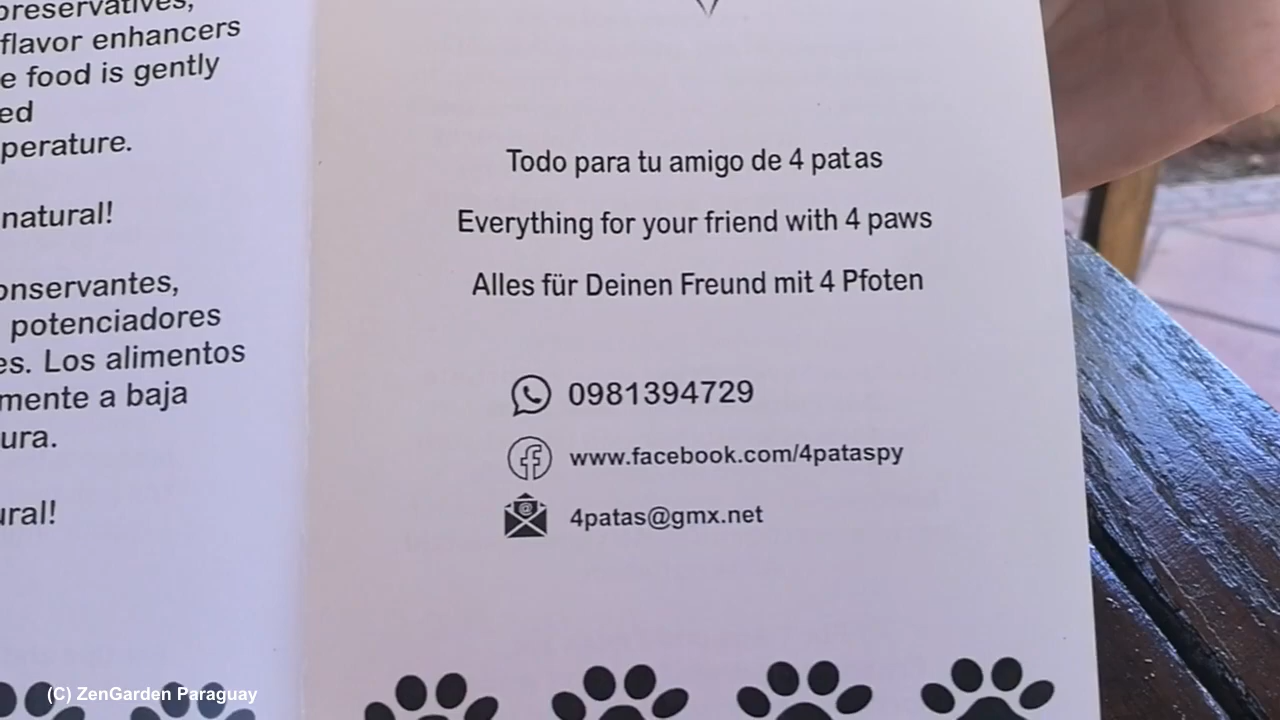 preservatives,
flavor enhancers
e food is gently
ed
perature.
natural!
onservantes,
potenciadores
es. Los alimentos
mente a baja
ura.
ural!
Todo para tu amigo de 4 patas
Everything for your friend with 4 paws
Alles für Deinen Freund mit 4 Pfoten
0981394729
www.facebook.com/4pataspy
4patas@gmx.net
(C) ZenGarden Paraguay